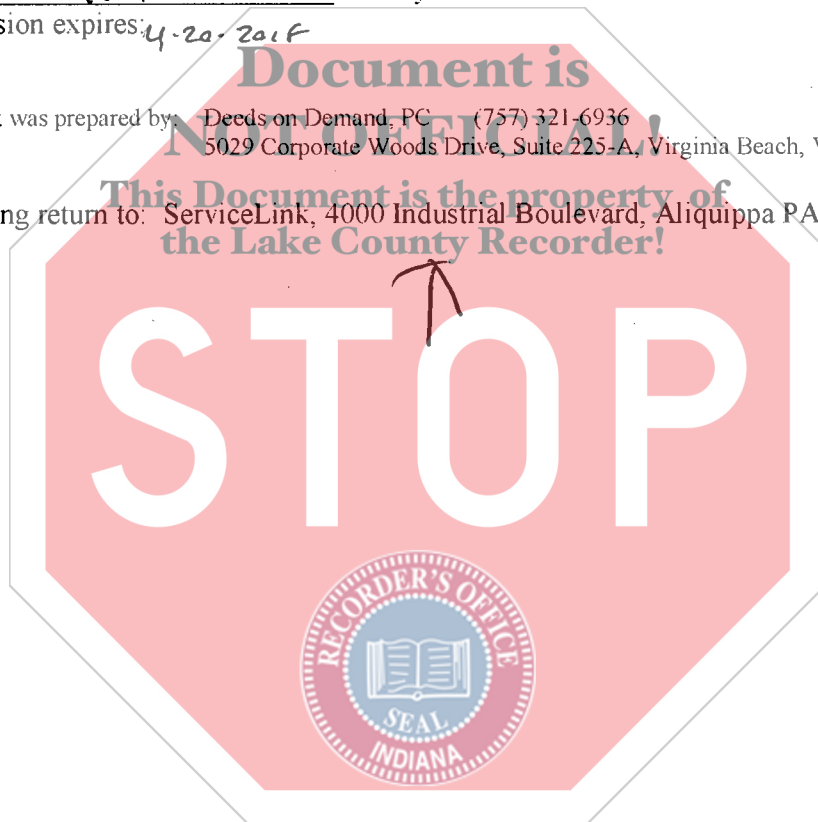 sion expires: 4-20-2018
Document is
was prepared by: Deeds on Demand, PC (757) 321-6936
NOT OFFICIAL!
5029 Corporate Woods Drive, Suite 225-A, Virginia Beach, V
This Document is the property of
ng return to: ServiceLink, 4000 Industrial Boulevard, Aliquippa PA
the Lake County Recorder!
STOP
RECORDER'S OFFICE
SEAL
INDIANA